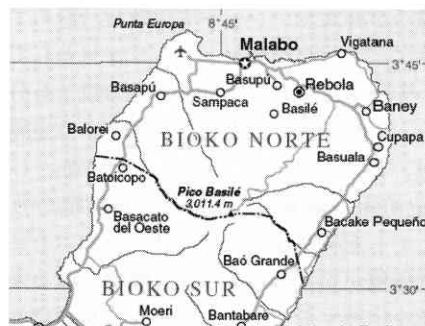 Punta Europa
8°45'
Malabo
Vigatana
3°45'
Basupú
Rebola
Basapú
Sampaca
Basilé
Baney
Balorei
BIOKO NORTE
Cupapa
Basuala
Batoicopo
Pico Basilé
3,011.4 m
Basacato
del Oeste
Bacake Pequeño
Baó Grande
BIOKO SUR
3°30'
Moeri
Bantabare